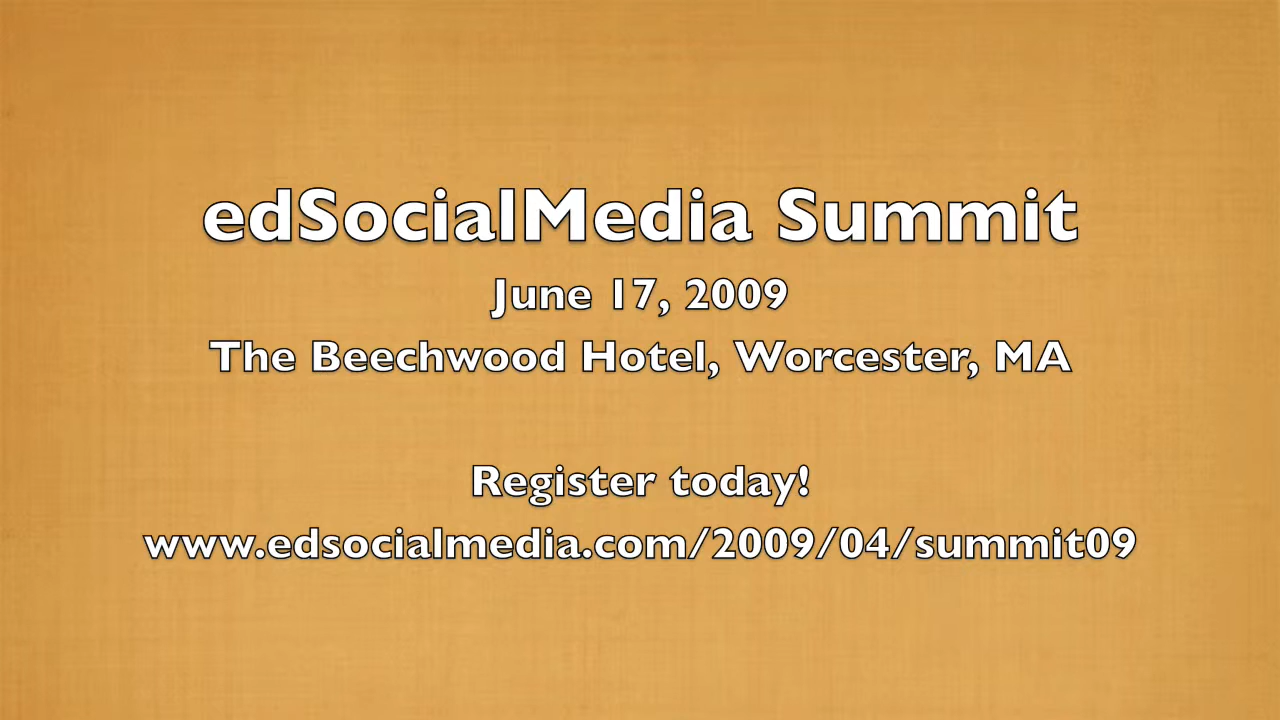 edSocialMedia Summit
June 17, 2009
The Beechwood Hotel, Worcester, MA
Register today!
www.edsocialmedia.com/2009/04/summit09